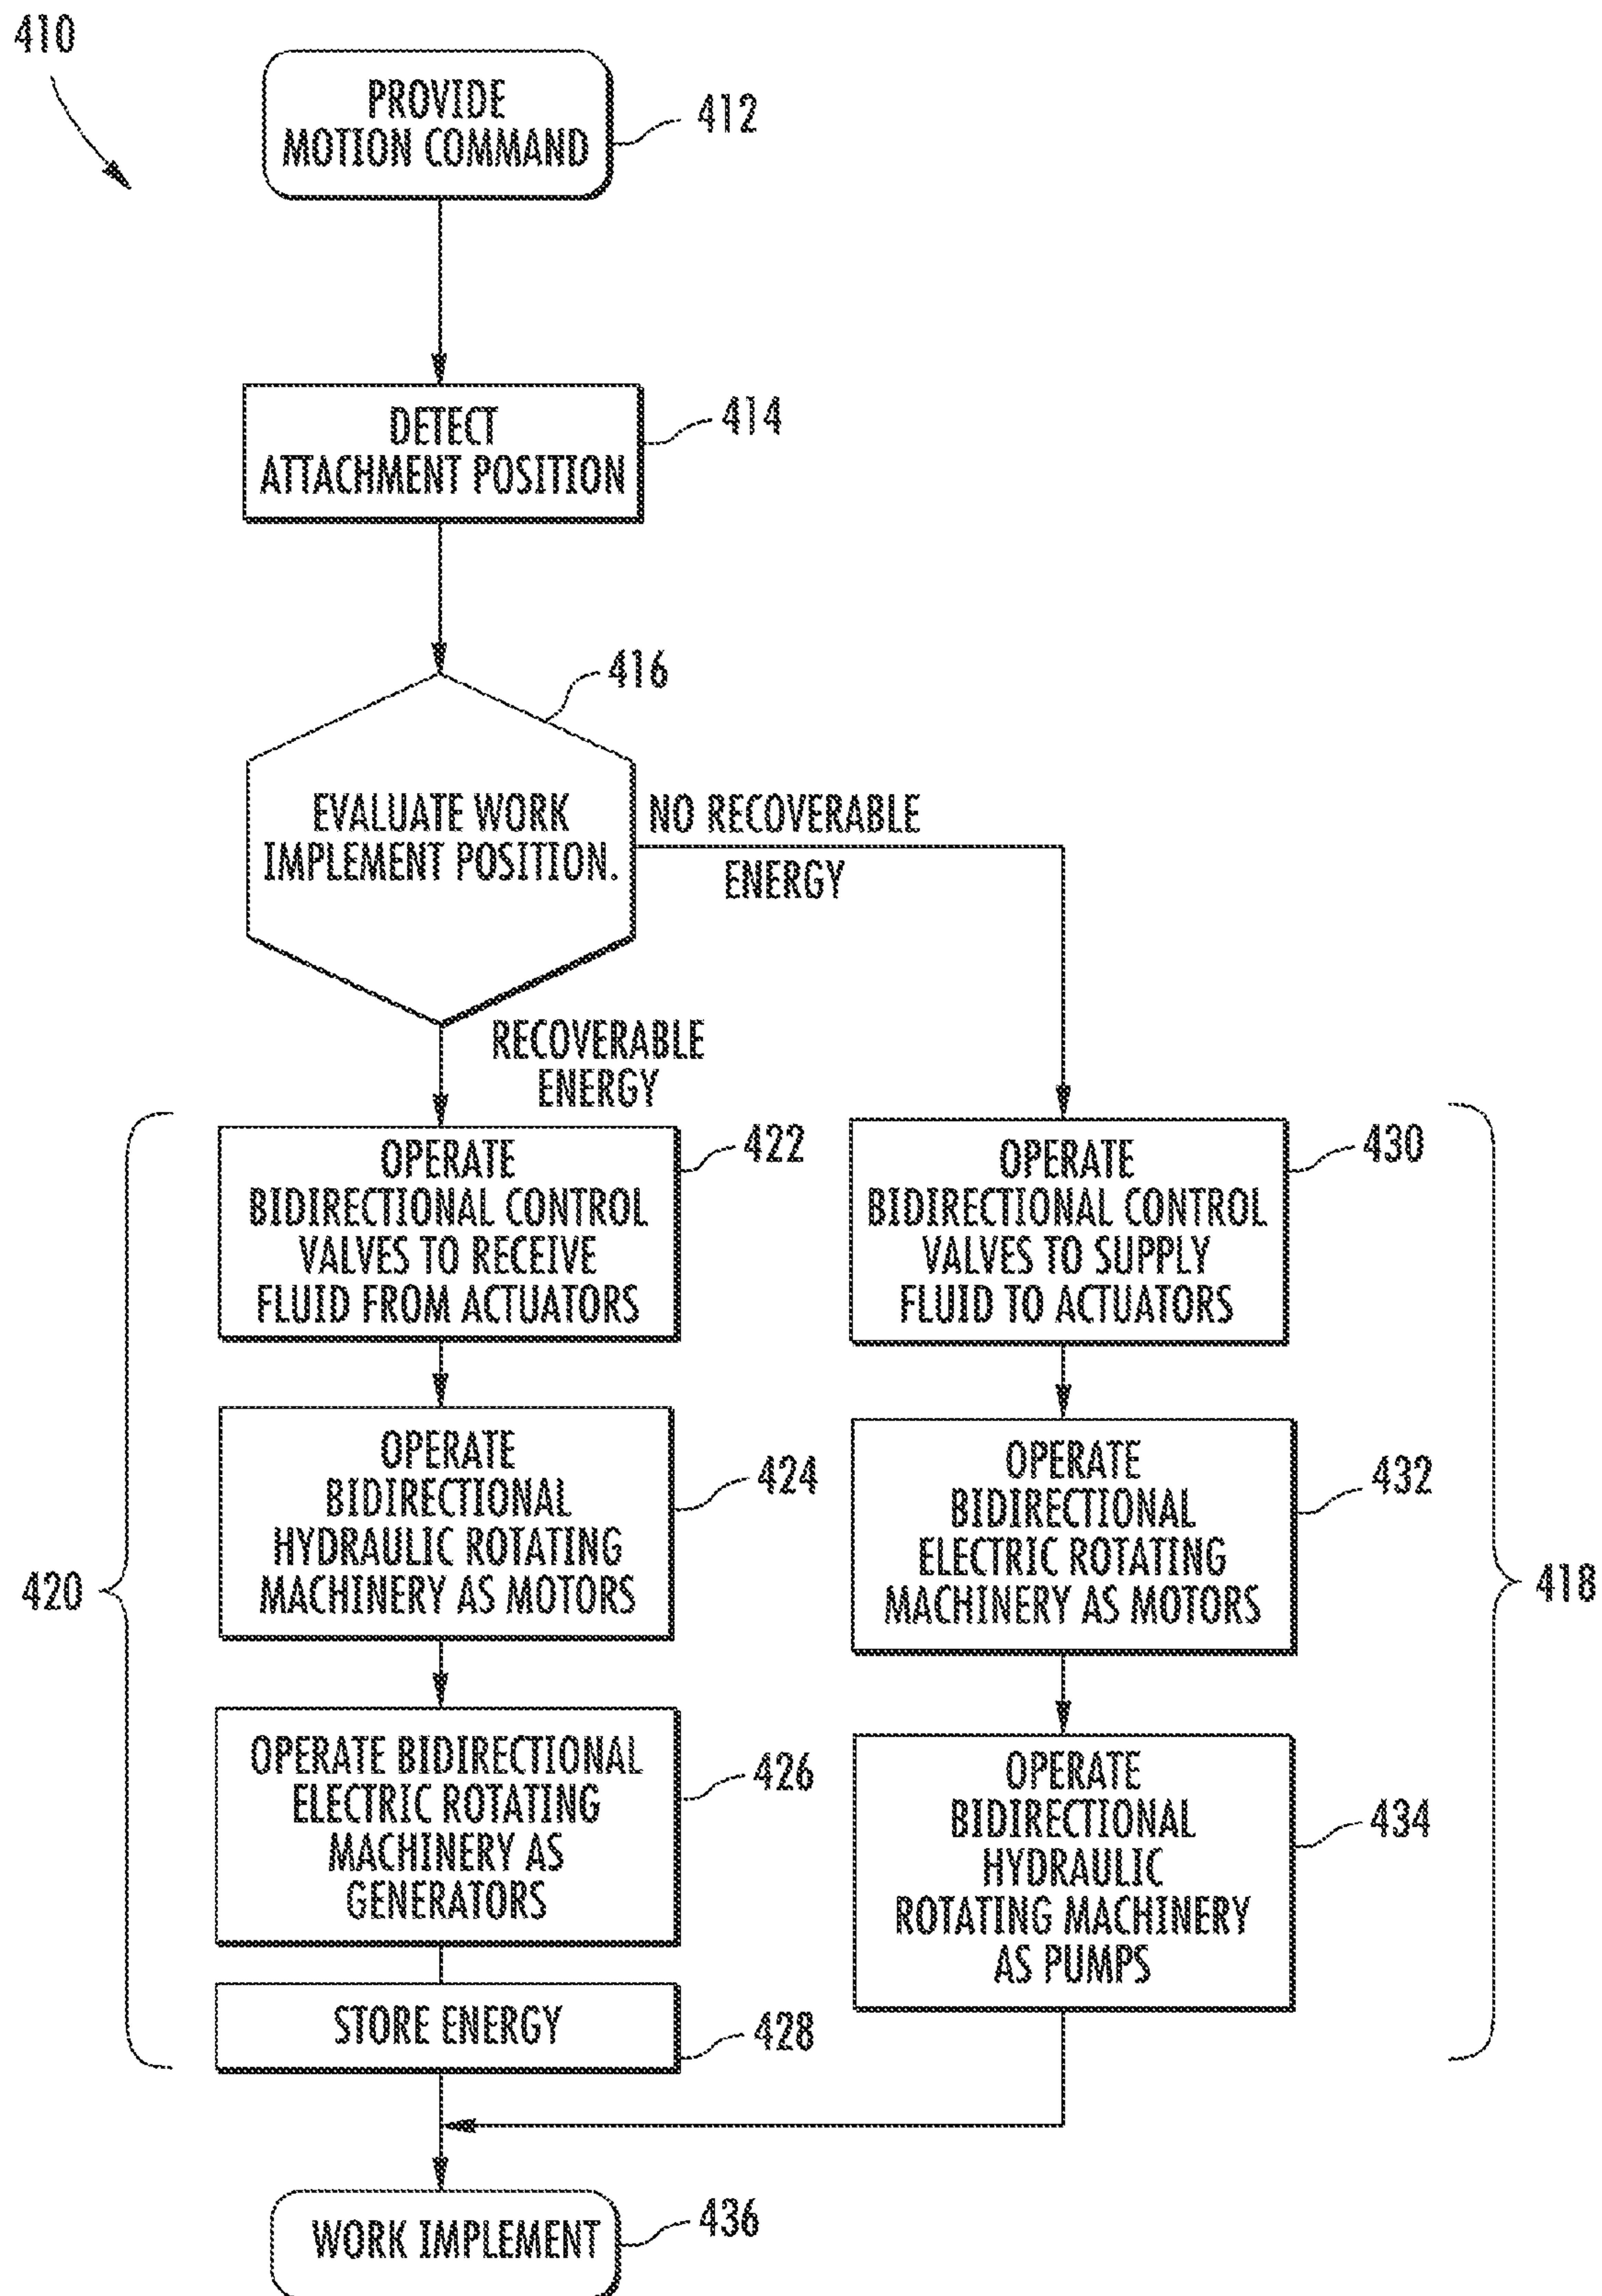 410
PROVIDE
MOTION COMMAND
412
DETECT
ATTACHMENT POSITION
414
416
EVALUATE WORK
IMPLEMENT POSITION.
NO RECOVERABLE
ENERGY
RECOVERABLE
ENERGY
420
OPERATE
BIDIRECTIONAL CONTROL
VALVES TO RECEIVE
FLUID FROM ACTUATORS
422
OPERATE
BIDIRECTIONAL
HYDRAULIC ROTATING
MACHINERY AS MOTORS
424
OPERATE BIDIRECTIONAL
ELECTRIC ROTATING
MACHINERY AS
GENERATORS
426
STORE ENERGY
428
OPERATE
BIDIRECTIONAL CONTROL
VALVES TO SUPPLY
FLUID TO ACTUATORS
430
OPERATE
BIDIRECTIONAL
ELECTRIC ROTATING
MACHINERY AS MOTORS
432
OPERATE
BIDIRECTIONAL
HYDRAULIC
ROTATING MACHINERY
AS PUMPS
434
418
WORK IMPLEMENT
436